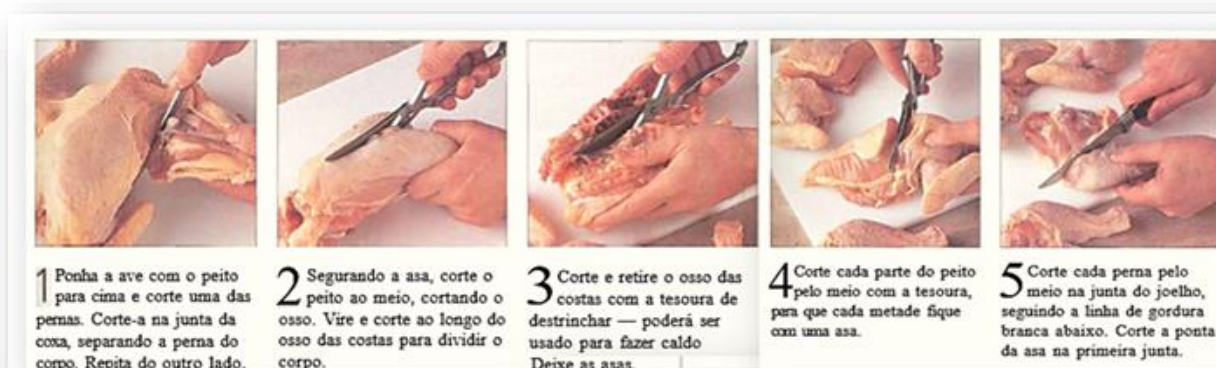 1 Ponha a ave com o peito
para cima e corte uma das
pernas. Corte-a na junta da
coxa, separando a perna do
corpo. Repita do outro lado.
2 Segurando a asa, corte o
peito ao meio, cortando o
osso. Vire e corte ao longo do
osso das costas para dividir o
corpo.
3 Corte e retire o osso das
costas com a tesoura de
destrinchar — poderá ser
usado para fazer caldo
Deixe as asas
4 Corte cada parte do peito
pelo meio com a tesoura,
para que cada metade fique
com uma asa.
5 Corte cada perna pelo
meio na junta do joelho,
seguindo a linha de gordura
branca abaixo. Corte a ponta
da asa na primeira junta.